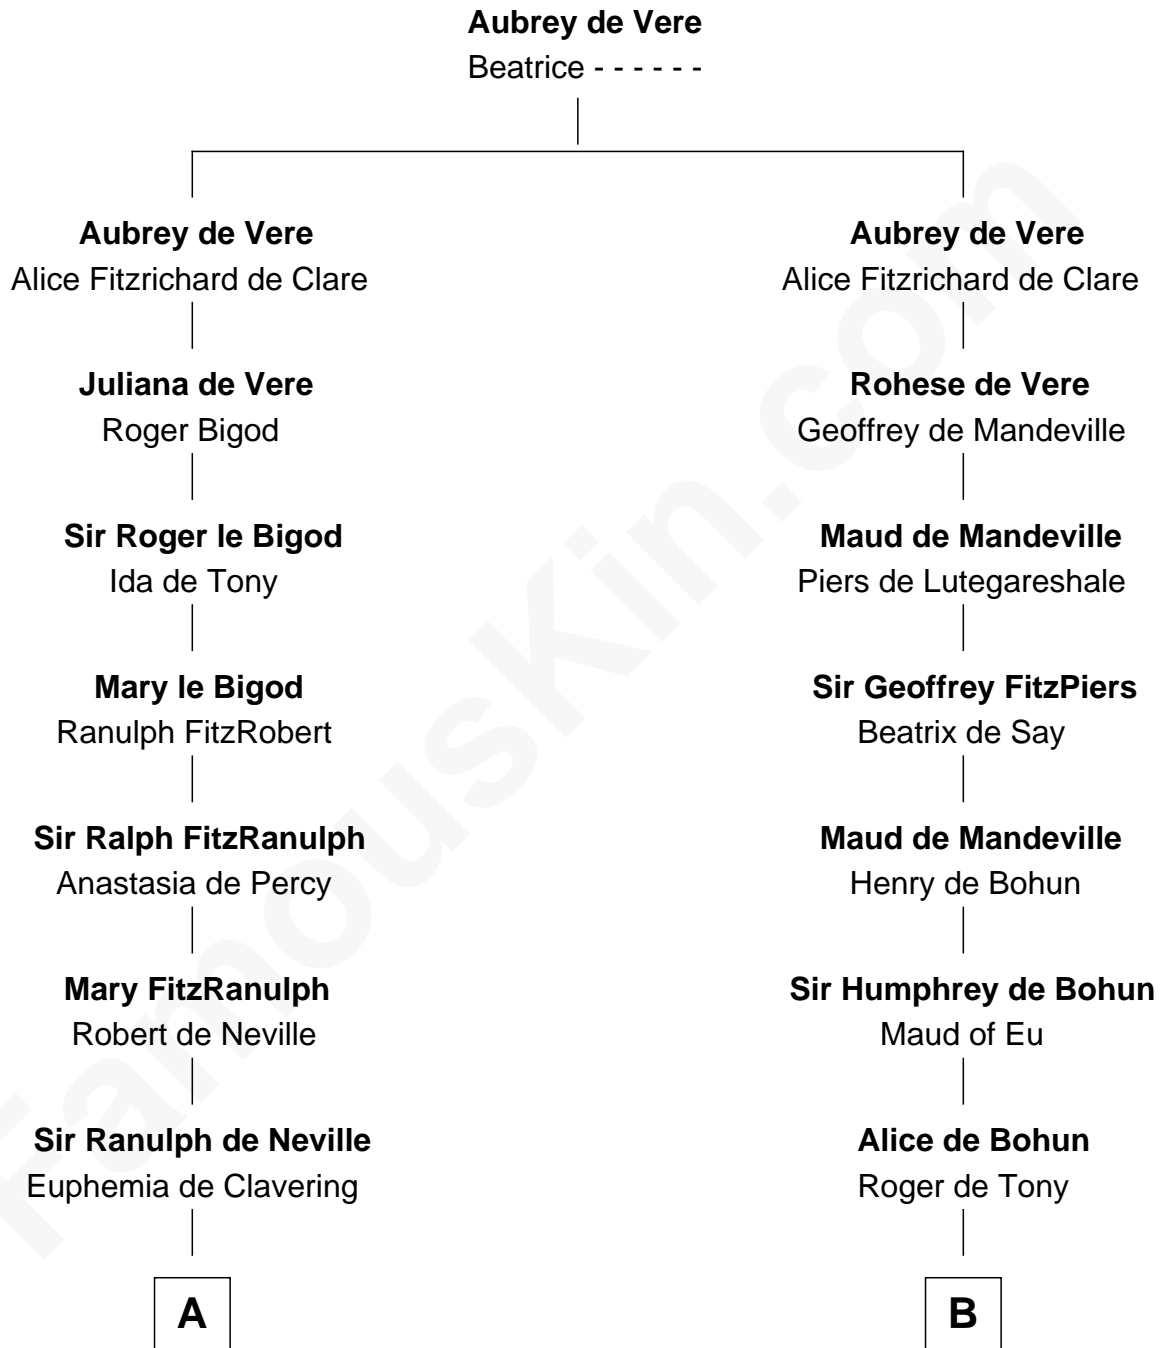 Aubrey de Vere
Beatrice - - - - - -
Aubrey de Vere
Alice Fitzrichard de Clare
Juliana de Vere
Roger Bigod
Sir Roger le Bigod
Ida de Tony
Mary le Bigod
Ranulph FitzRobert
Sir Ralph FitzRanulph
Anastasia de Percy
Mary FitzRanulph
Robert de Neville
Sir Ranulph de Neville
Euphemia de Clavering
A
Aubrey de Vere
Alice Fitzrichard de Clare
Rohese de Vere
Geoffrey de Mandeville
Maud de Mandeville
Piers de Lutegareshale
Sir Geoffrey FitzPiers
Beatrix de Say
Maud de Mandeville
Henry de Bohun
Sir Humphrey de Bohun
Maud of Eu
Alice de Bohun
Roger de Tony
B
FamousKin.com